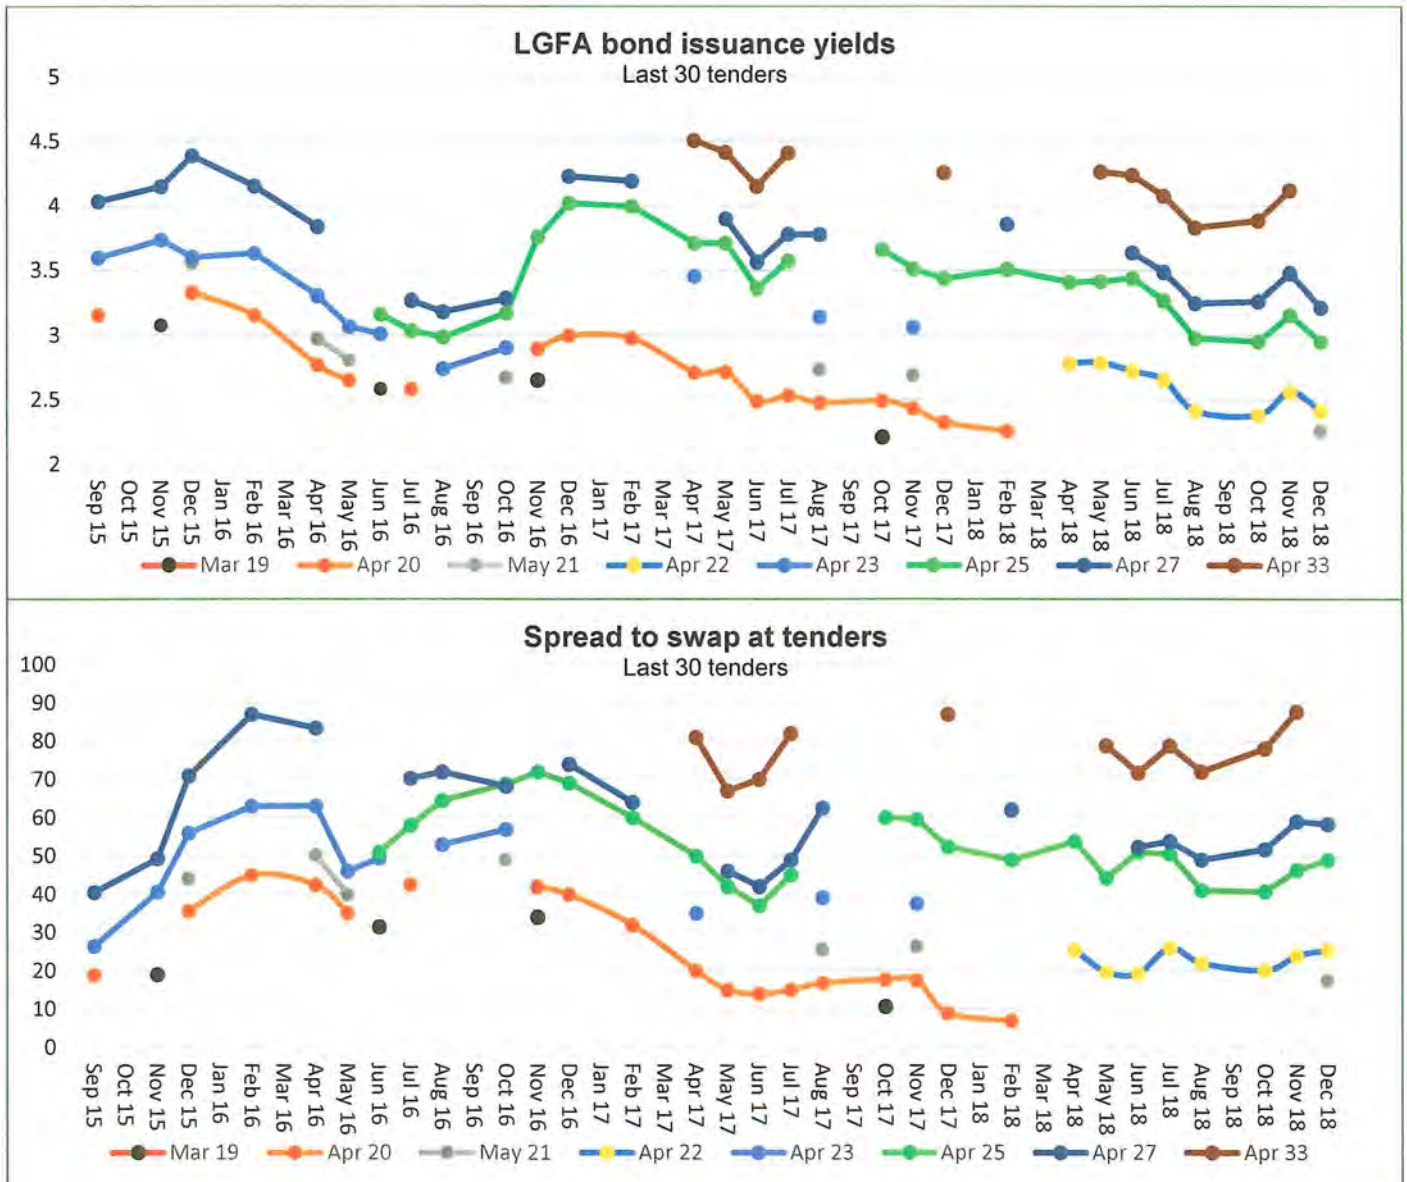 LGFA bond issuance yields
Last 30 tenders
5
4.5
4
3.5
3
2.5
2
Sep 15
Oct 15
Nov 15
Dec 15
Jan 16
Feb 16
Mar 16
Apr 16
May 16
Jun 16
Jul 16
Aug 16
Sep 16
Oct 16
Nov 16
Dec 16
Jan 17
Feb 17
Mar 17
Apr 17
May 17
Jun 17
Jul 17
Aug 17
Sep 17
Oct 17
Nov 17
Dec 17
Jan 18
Feb 18
Mar 18
Apr 18
May 18
Jun 18
Jul 18
Aug 18
Sep 18
Oct 18
Nov 18
Dec 18
Mar 19 Apr 20 May 21 Apr 22 Apr 23 Apr 25 Apr 27 Apr 33
Spread to swap at tenders
Last 30 tenders
100
90
80
70
60
50
40
30
20
10
0
Sep 15
Oct 15
Nov 15
Dec 15
Jan 16
Feb 16
Mar 16
Apr 16
May 16
Jun 16
Jul 16
Aug 16
Sep 16
Oct 16
Nov 16
Dec 16
Jan 17
Feb 17
Mar 17
Apr 17
May 17
Jun 17
Jul 17
Aug 17
Sep 17
Oct 17
Nov 17
Dec 17
Jan 18
Feb 18
Mar 18
Apr 18
May 18
Jun 18
Jul 18
Aug 18
Sep 18
Oct 18
Nov 18
Dec 18
Mar 19 Apr 20 May 21 Apr 22 Apr 23 Apr 25 Apr 27 Apr 33